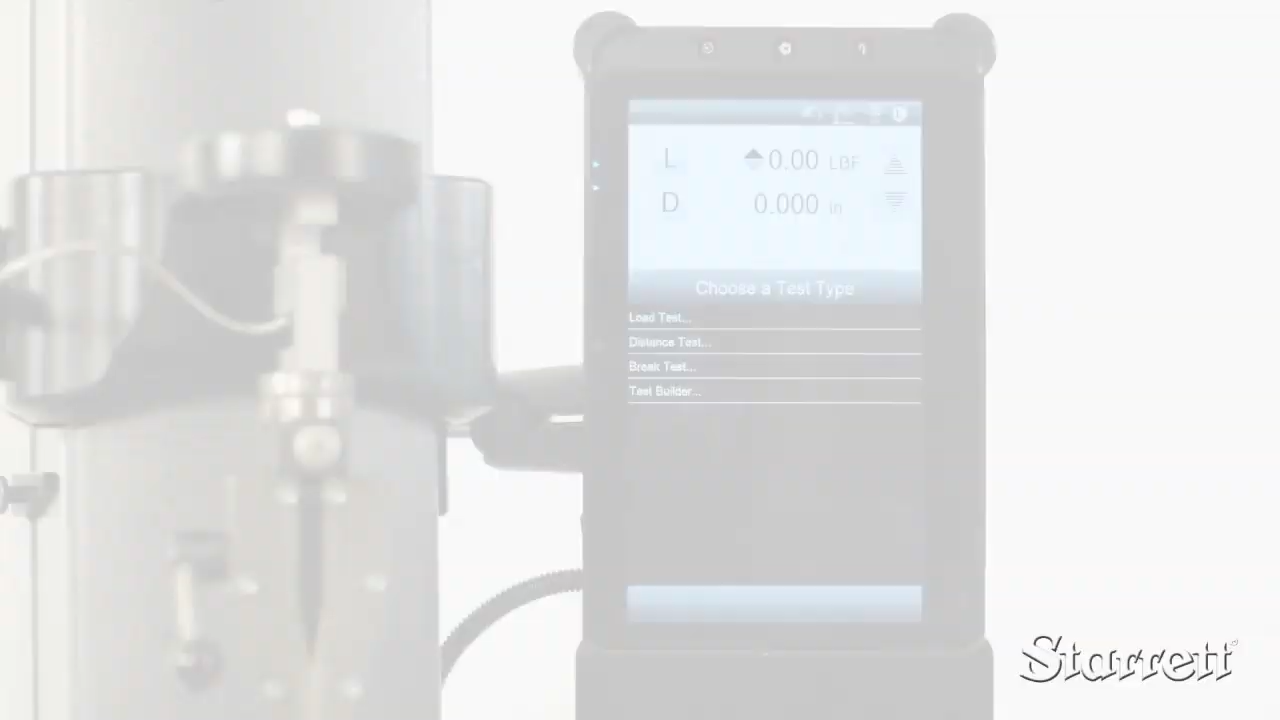 L 0.00 LBF
D 0.000 in
Choose a Test Type
Load Test...
Distance Test...
Break Test...
Test Builder...
Starrett